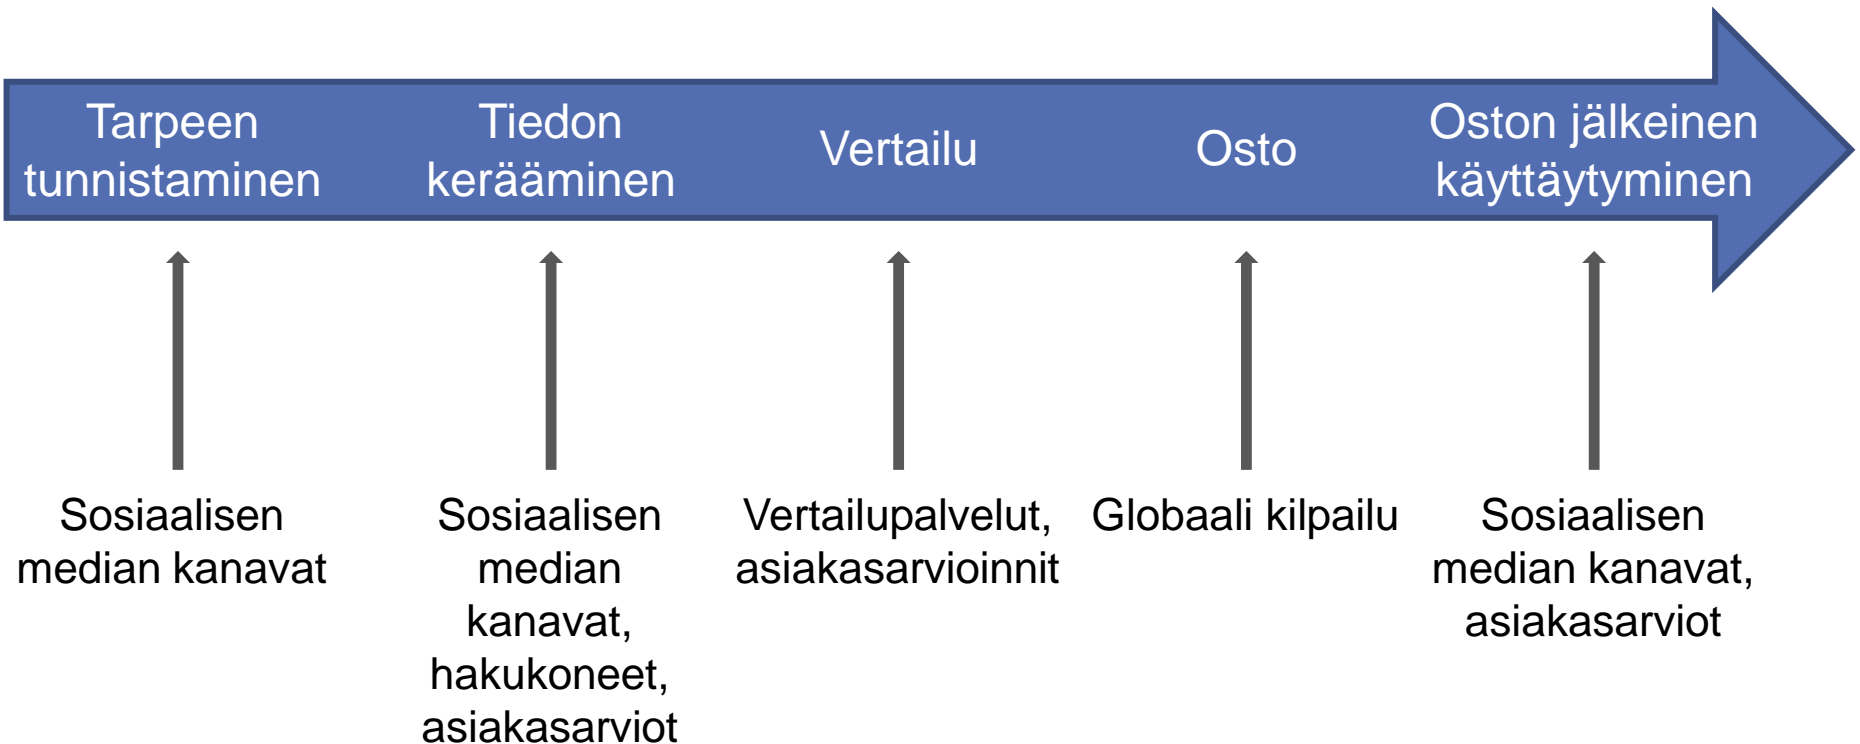 Tarpeen
tunnistaminen
Tiedon
kerääminen
Vertailu
Osto
Oston jälkeinen
käyttäytyminen
Sosiaalisen
median kanavat
Sosiaalisen
median
kanavat,
hakukoneet,
asiakasarviot
Vertailupalvelut,
asiakasarvioinnit
Globaali kilpailu
Sosiaalisen
median kanavat,
asiakasarviot